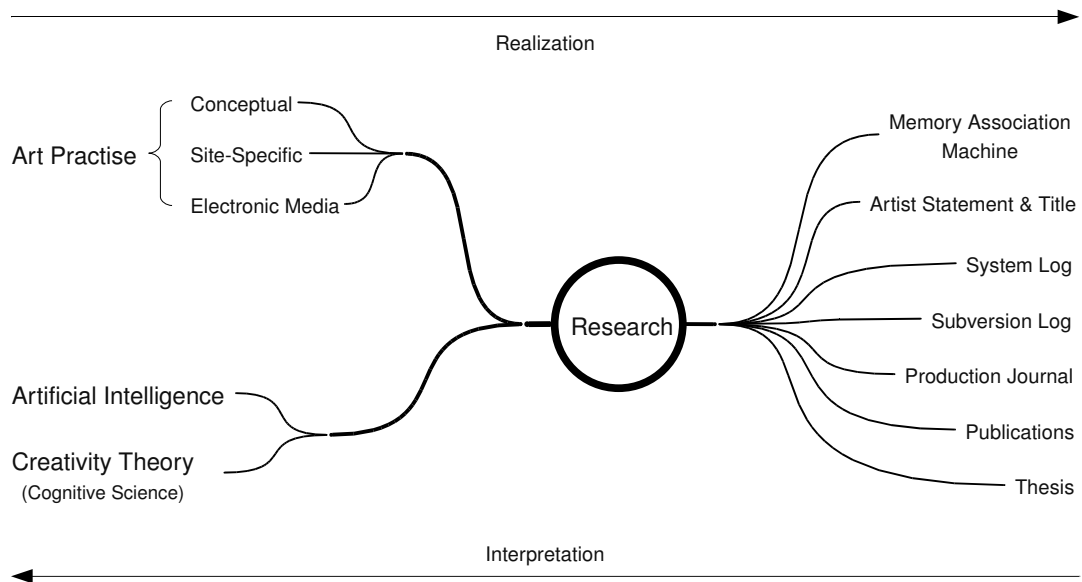 Realization
Conceptual
Art Practise
Site-Specific
Electronic Media
Artificial Intelligence
Creativity Theory
(Cognitive Science)
Research
Memory Association
Machine
Artist Statement & Title
System Log
Subversion Log
Production Journal
Publications
Thesis
Interpretation